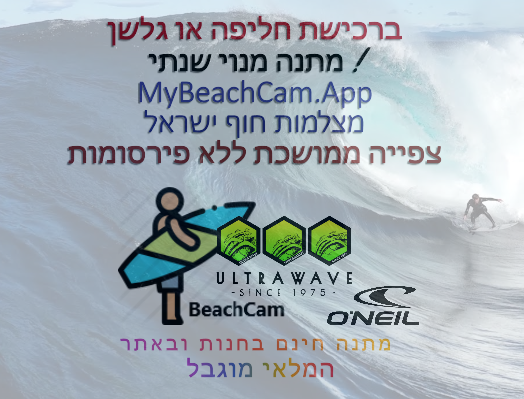 ברכישת חליפה או גלשן
מתנה מנוי שנתי !
MyBeachCam.App
מצלמות חוף ישראל
צפייה ממושכת ללא פירסומות
ULTRAWAVE
- SINCE 1975 -
BeachCam
O'NEIL
מתנה חינם בחנות ובאתר
המלאי מוגבל